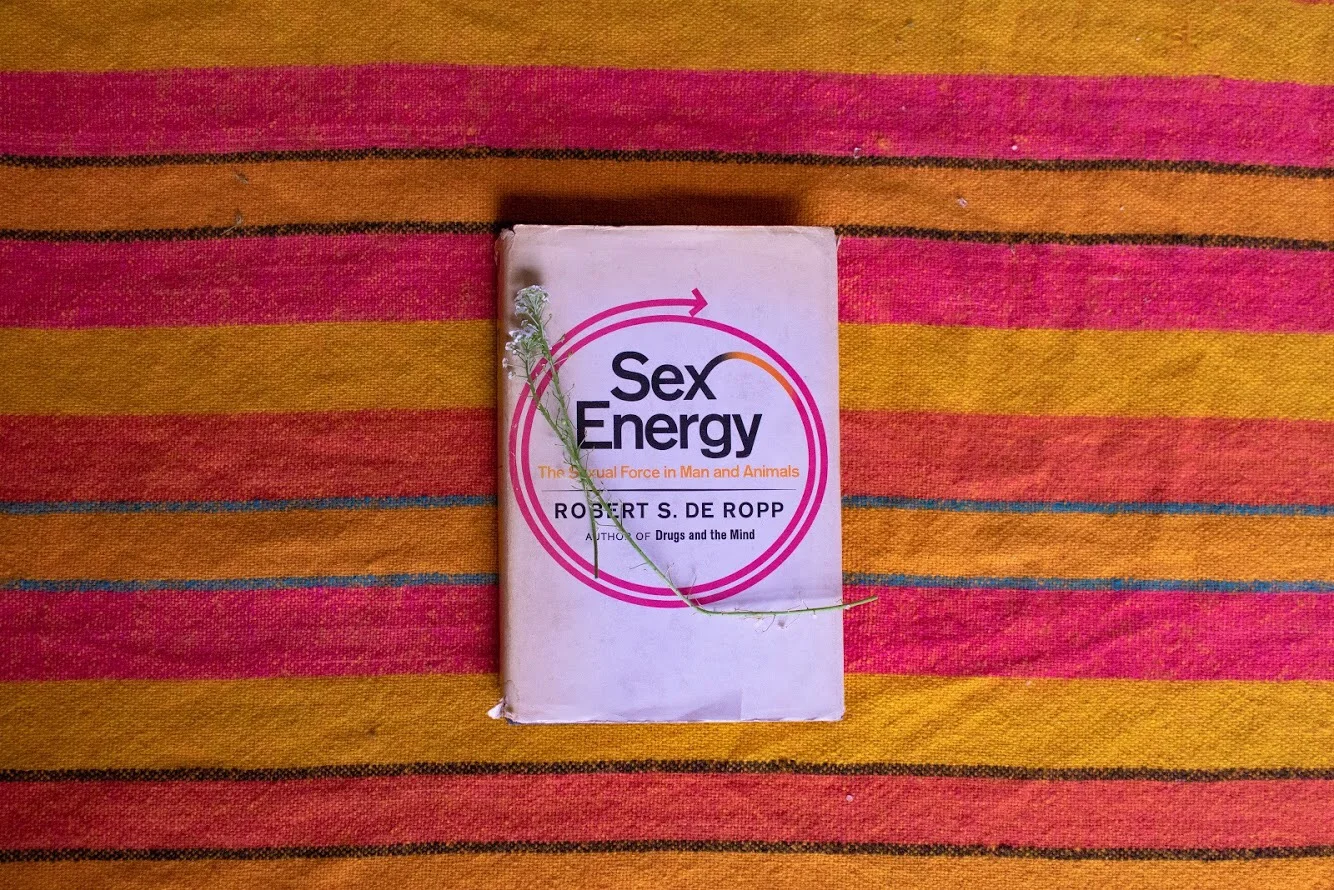 Sex
Energy
The Sexual Force in Man and Animals
ROBERT S. DE ROPP
AUTHOR OF Drugs and the Mind